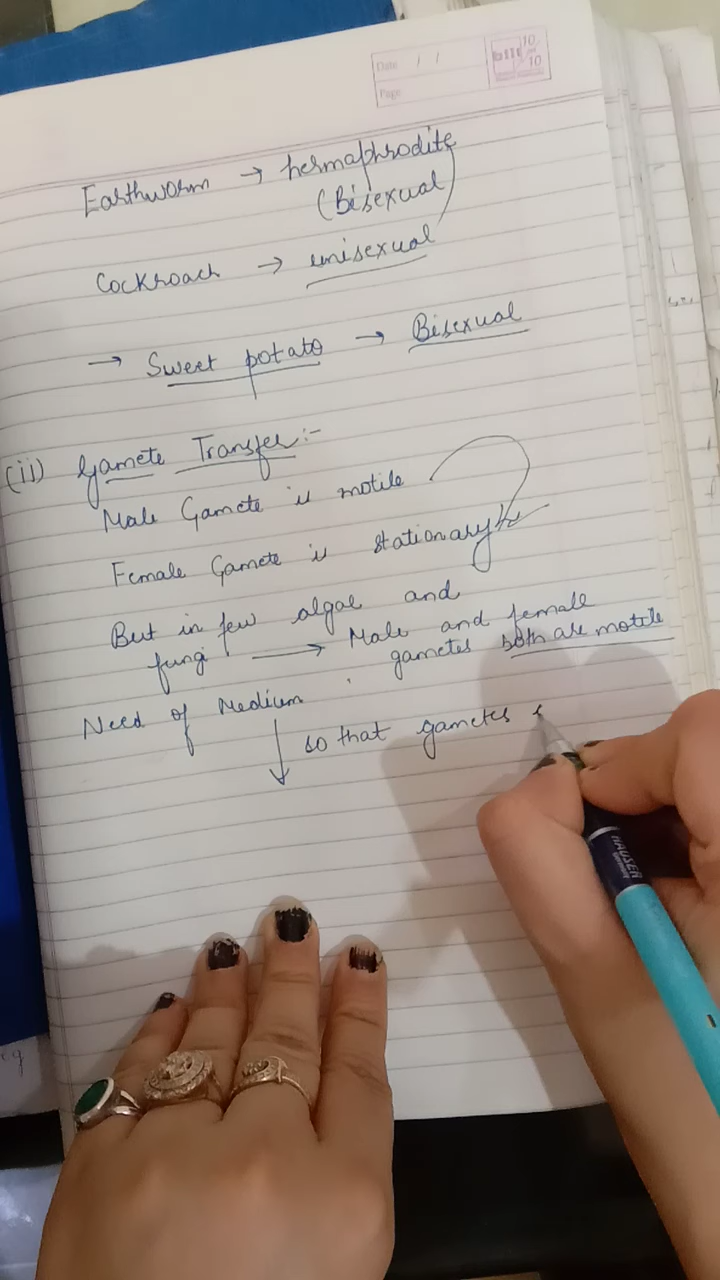 Date / /
Page
10
10
Earthworm → hermaphrodite
(Bisexual)
Cockroach → unisexual
→ Sweet potato → Bisexual
(ii) Gamete Transfer:-
Male Gamete is motile
Female Gamete is stationary
But in few algae and
fungi → Male and female
gametes both are motile
Need of Medium
↓ so that gametes
HAUSER
Germany